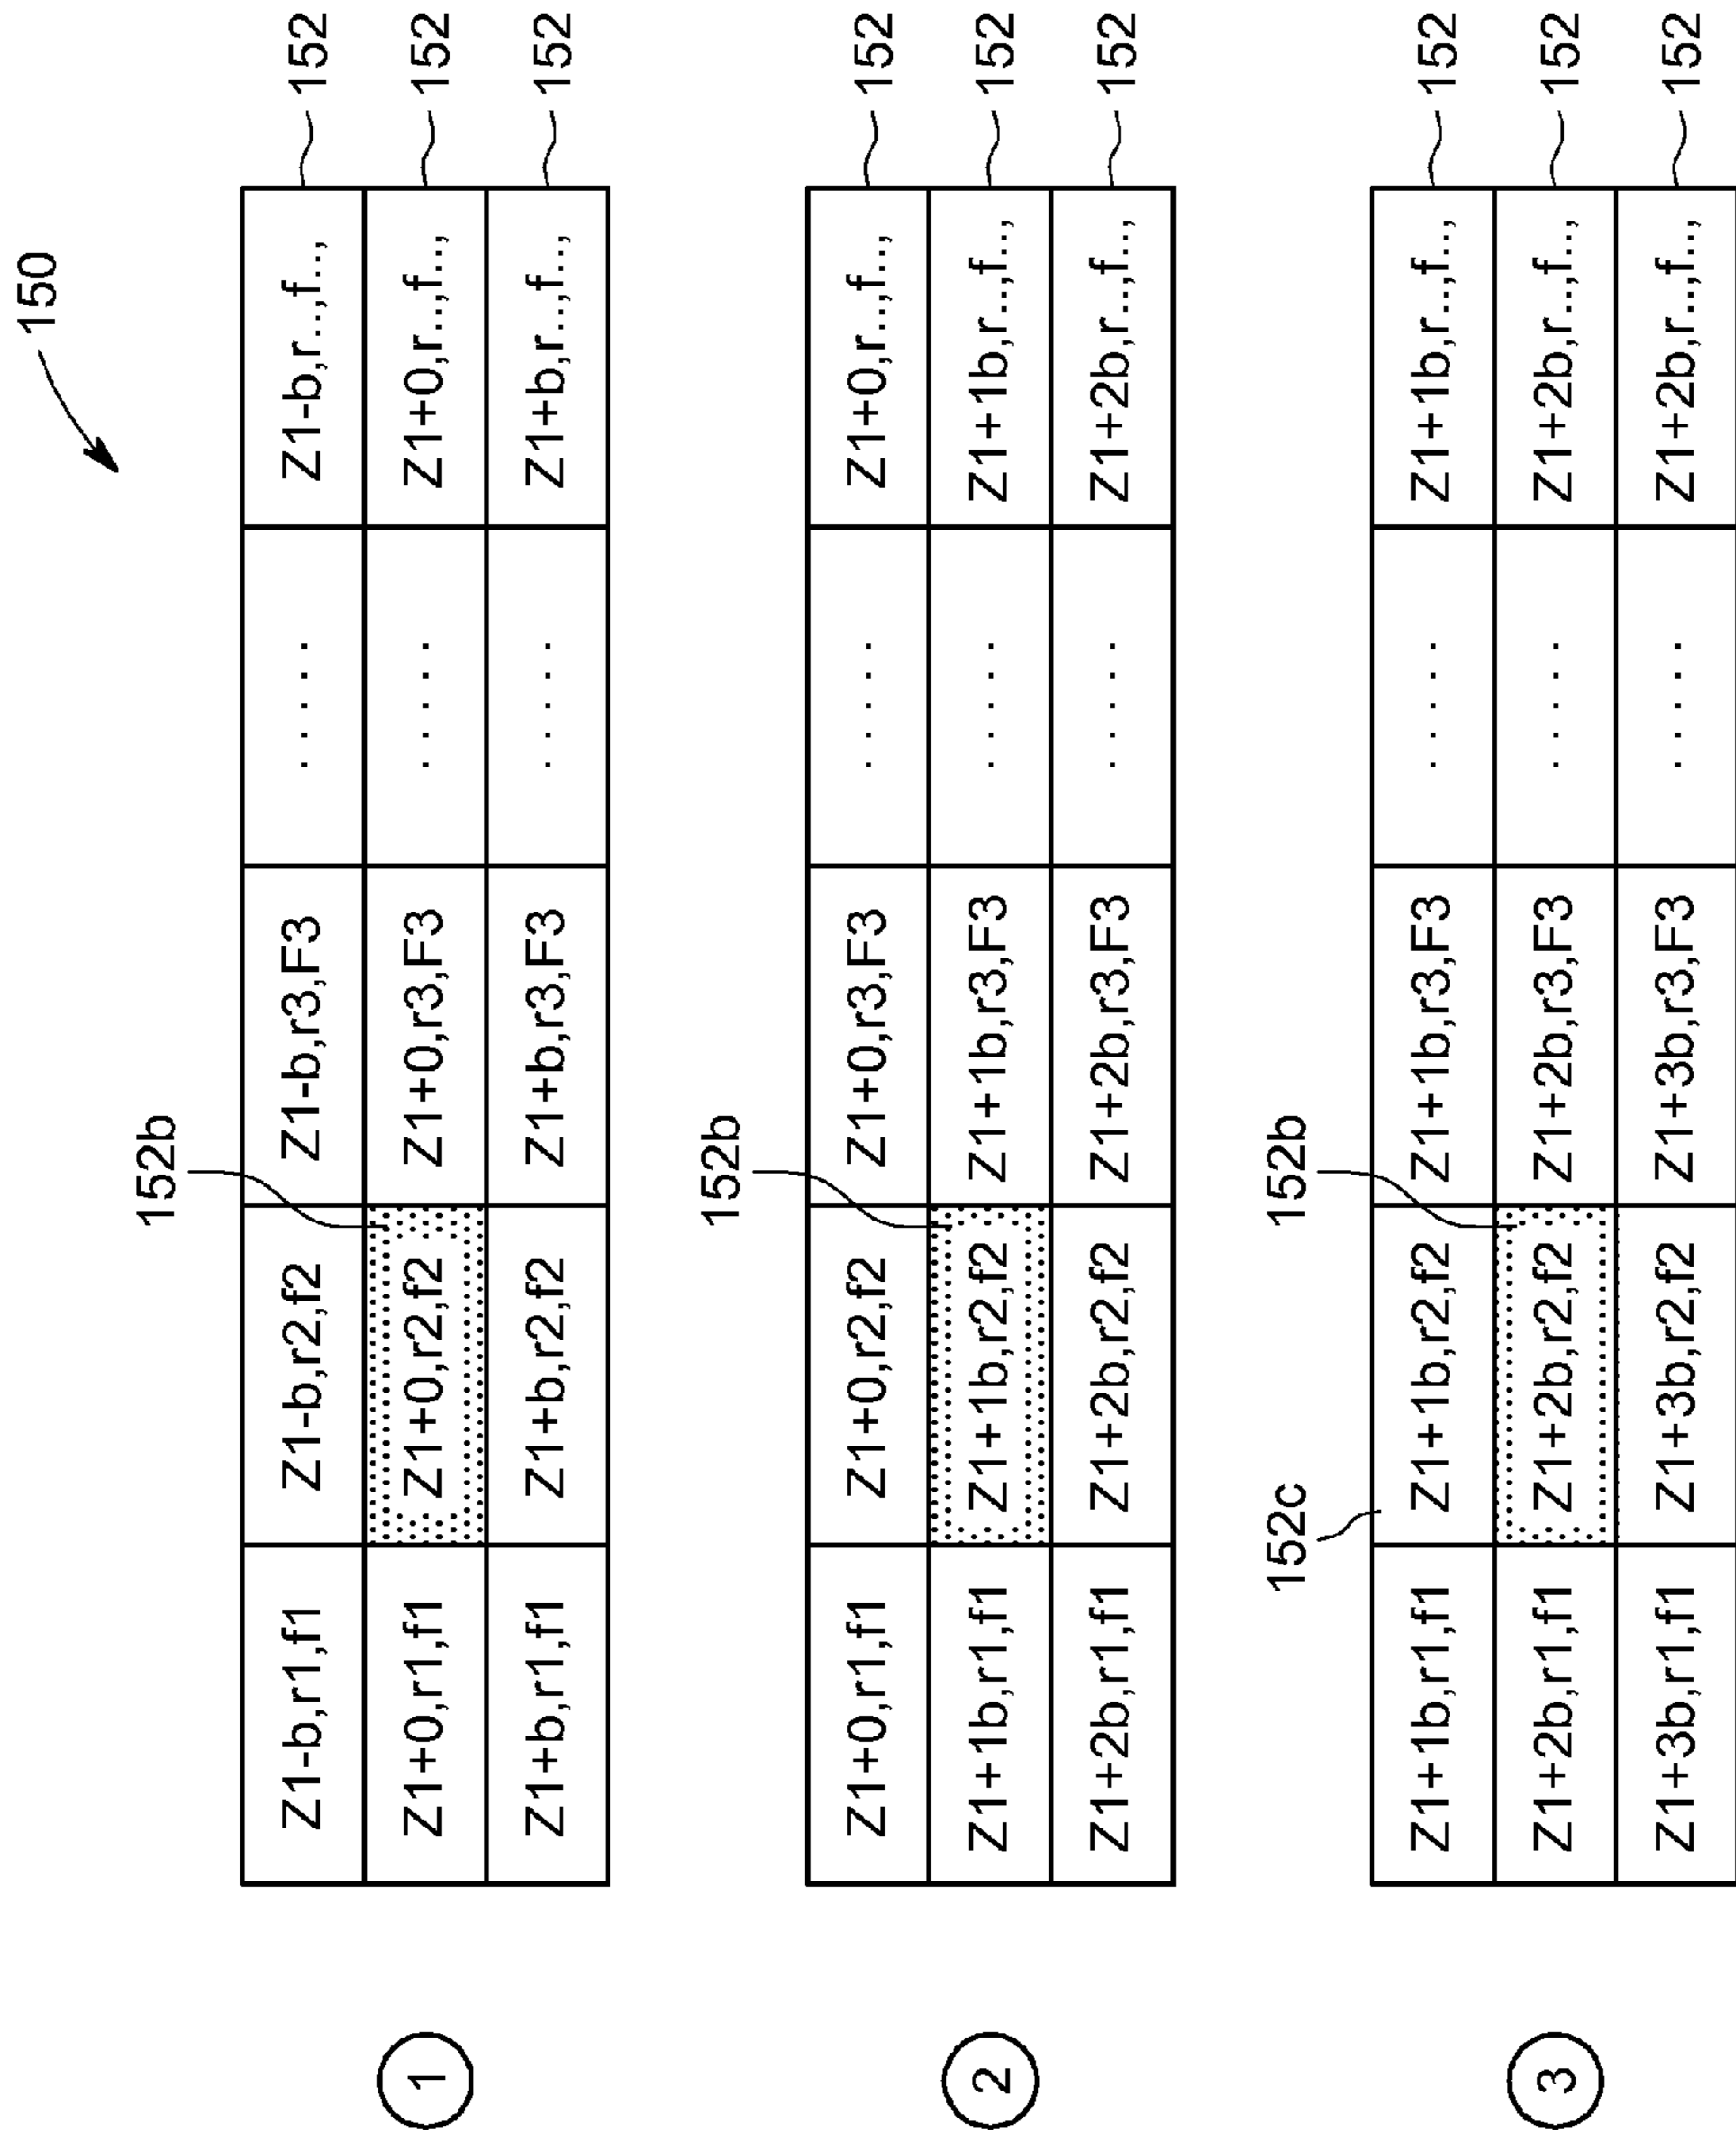 150
152b
Z1-b,r1,f1 Z1-b,r2,f2 Z1-b,r3,F3 ..... Z1-b,r..,f.., 152
1 Z1+0,r1,f1 Z1+0,r2,f2 Z1+0,r3,F3 ..... Z1+0,r..,f.., 152
Z1+b,r1,f1 Z1+b,r2,f2 Z1+b,r3,F3 ..... Z1+b,r..,f.., 152
152b
Z1+0,r1,f1 Z1+0,r2,f2 Z1+0,r3,F3 ..... Z1+0,r..,f.., 152
2 Z1+1b,r1,f1 Z1+1b,r2,f2 Z1+1b,r3,F3 ..... Z1+1b,r..,f.., 152
Z1+2b,r1,f1 Z1+2b,r2,f2 Z1+2b,r3,F3 ..... Z1+2b,r..,f.., 152
152c 152b
Z1+1b,r1,f1 Z1+1b,r2,f2 Z1+1b,r3,F3 ..... Z1+1b,r..,f.., 152
3 Z1+2b,r1,f1 Z1+2b,r2,f2 Z1+2b,r3,F3 ..... Z1+2b,r..,f.., 152
Z1+3b,r1,f1 Z1+3b,r2,f2 Z1+3b,r3,F3 ..... Z1+2b,r..,f.., 152